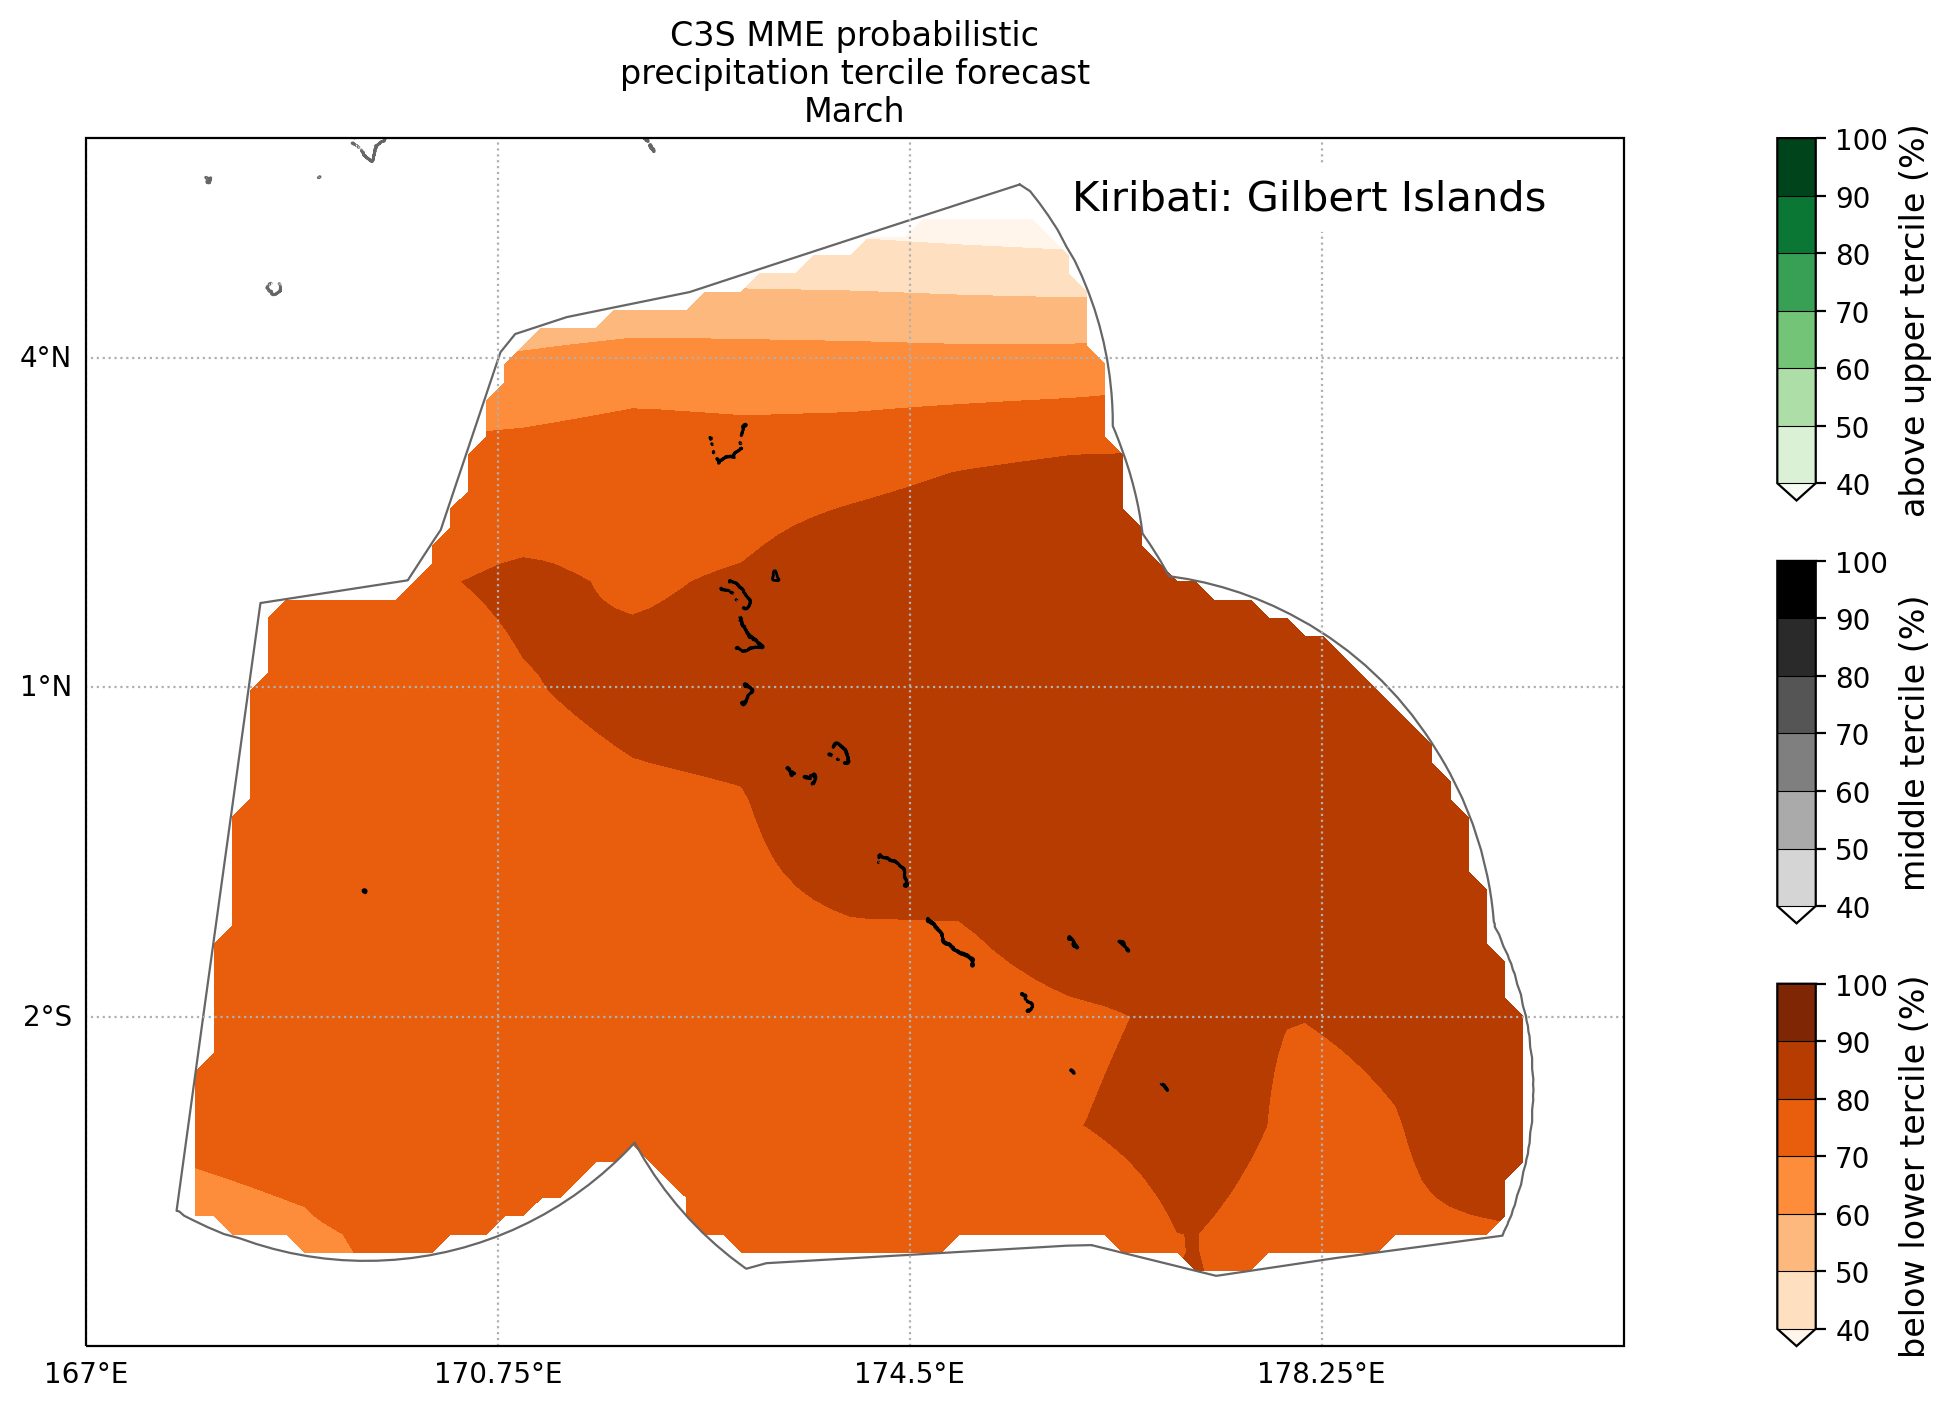 C3S MME probabilistic
precipitation tercile forecast
March
Kiribati: Gilbert Islands
4°N
1°N
2°S
167°E
170.75°E
174.5°E
178.25°E
100
90
80
70
60
50
40
above upper tercile (%)
100
90
80
70
60
50
40
middle tercile (%)
100
90
80
70
60
50
40
below lower tercile (%)